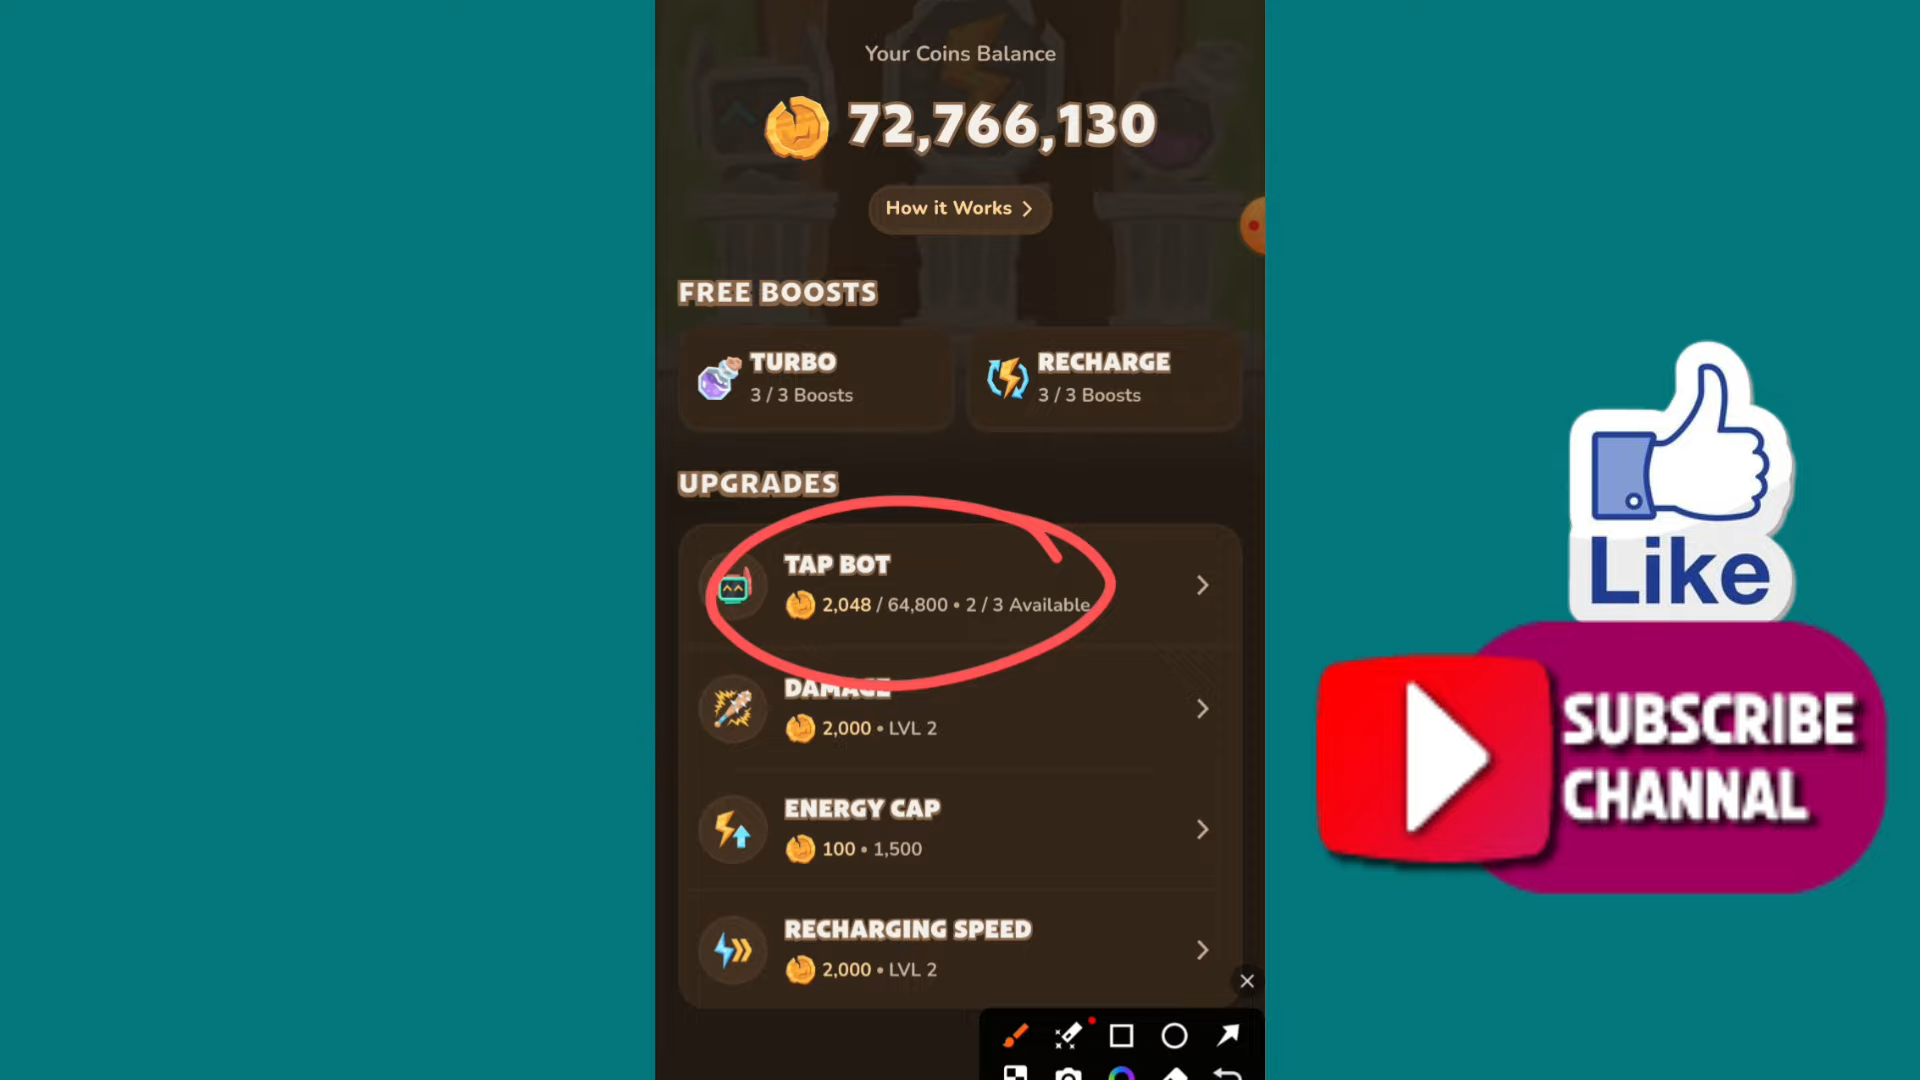 Your Coins Balance
72,766,130
How it Works
FREE BOOSTS
TURBO
3 / 3 Boosts
RECHARGE
3 / 3 Boosts
UPGRADES
TAP BOT
2,048 / 64,800 • 2 / 3 Available
DAMAGE
2,000 • LVL 2
ENERGY CAP
100 • 1,500
RECHARGING SPEED
2,000 • LVL 2
Like
SUBSCRIBE
CHANNAL